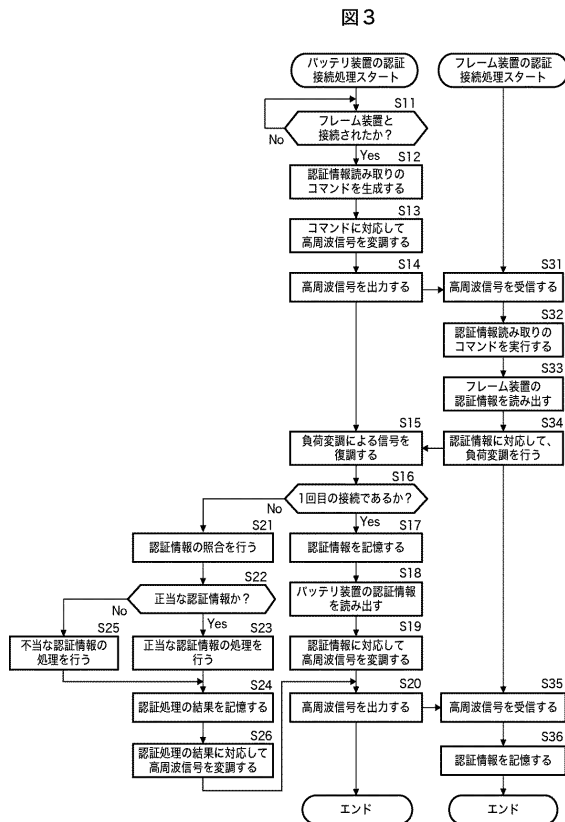 図3
バッテリ装置の認証
接続処理スタート
フレーム装置の認証
接続処理スタート
S11
フレーム装置と
接続されたか？
No
Yes
S12
認証情報読み取りの
コマンドを生成する
S13
コマンドに対応して
高周波信号を変調する
S14
高周波信号を出力する
S31
高周波信号を受信する
S32
認証情報読み取りの
コマンドを実行する
S33
フレーム装置の
認証情報を読み出す
S15
負荷変調による信号を
復調する
S34
認証情報に対応して、
負荷変調を行う
S16
1回目の接続であるか？
No
Yes
S21
認証情報の照合を行う
S17
認証情報を記憶する
S22
正当な認証情報か？
No
Yes
S18
バッテリ装置の認証情報
を読み出す
S25
不当な認証情報の
処理を行う
S23
正当な認証情報の処理を
行う
S19
認証情報に対応して
高周波信号を変調する
S24
認証処理の結果を記憶する
S20
高周波信号を出力する
S35
高周波信号を受信する
S26
認証処理の結果に対応して
高周波信号を変調する
S36
認証情報を記憶する
エンド
エンド